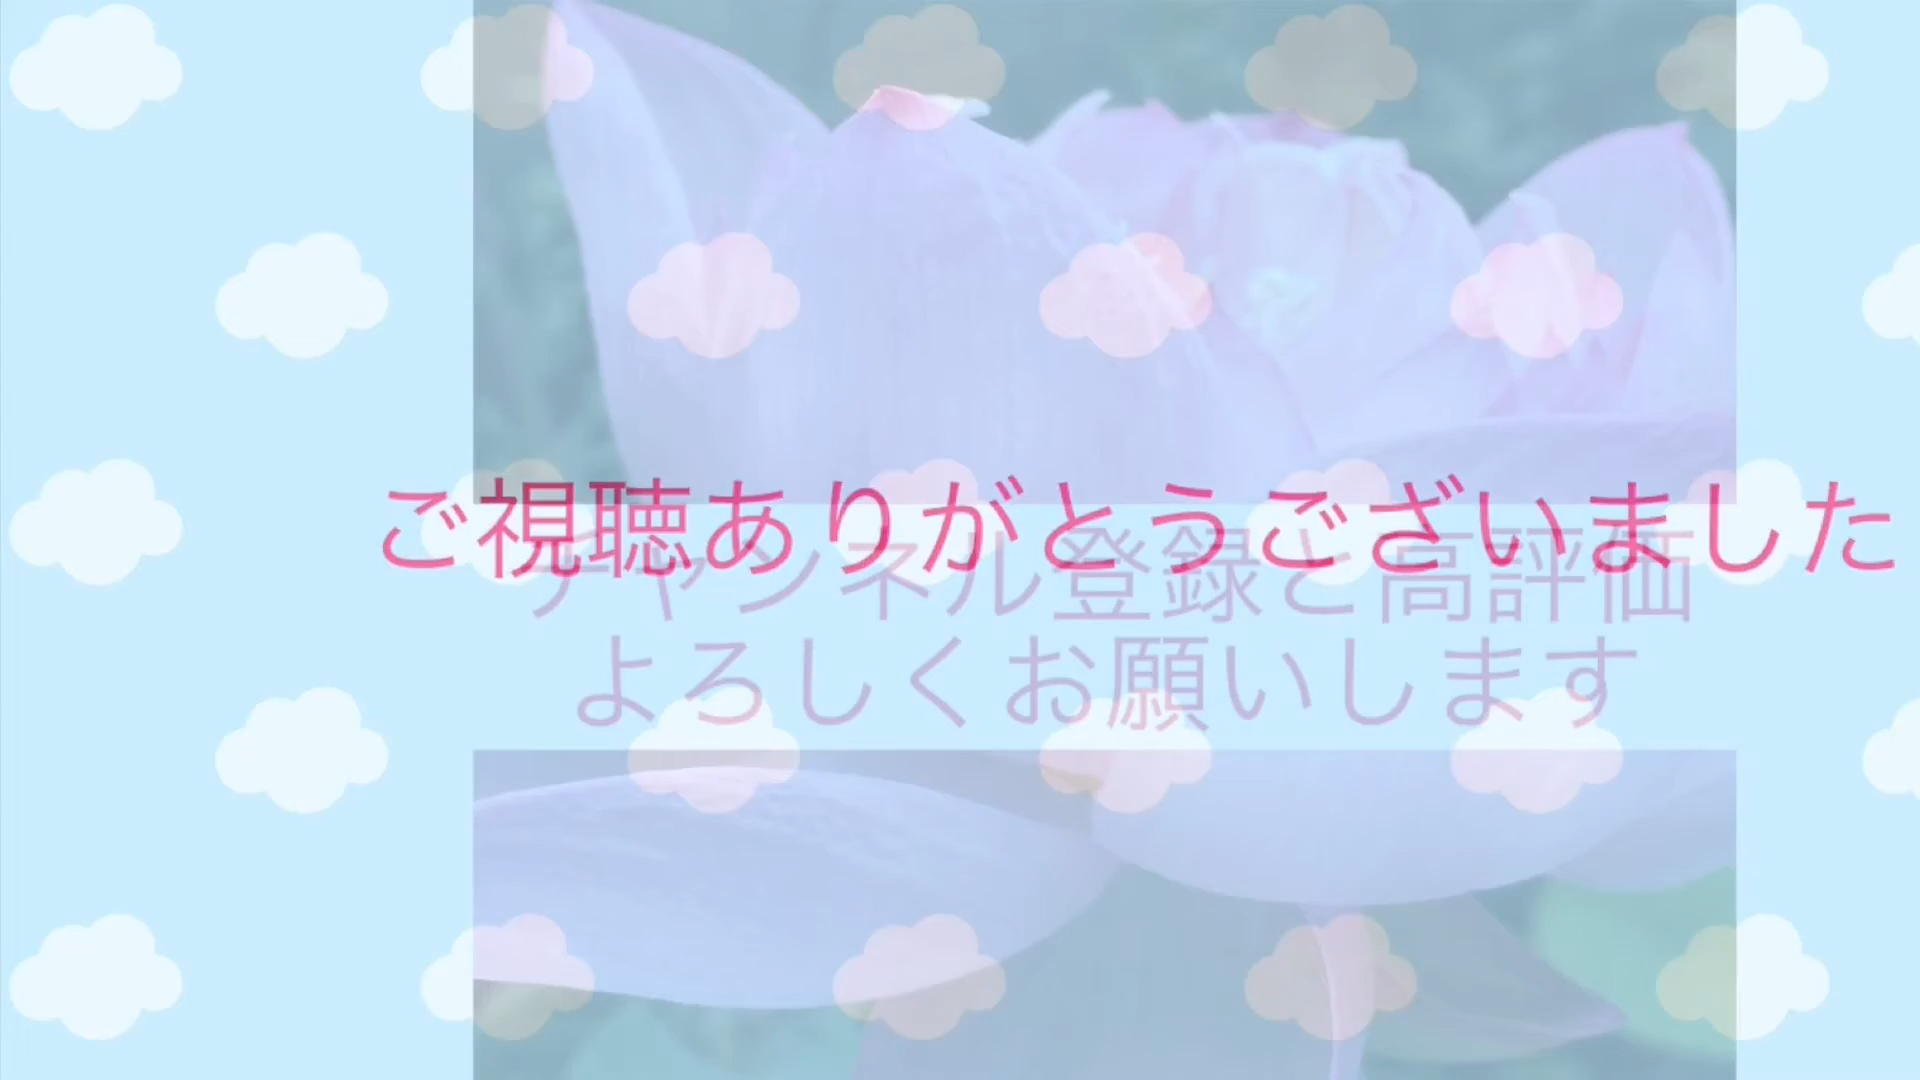 ご視聴ありがとうございました
チャンネル登録と高評価
よろしくお願いします